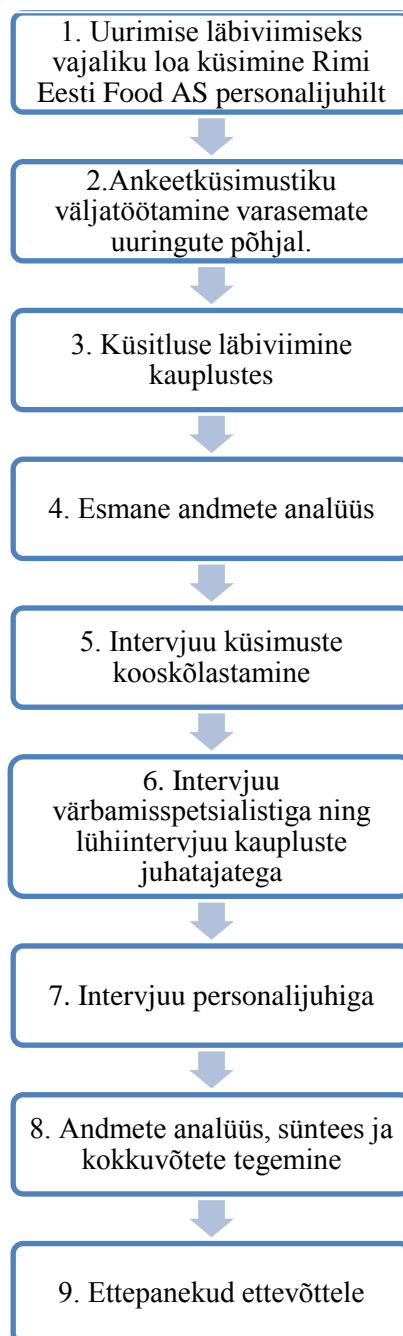 1. Uurimise läbiviimiseks
vajaliku loa küsimine Rimi
Eesti Food AS personalijuhilt
2.Ankeetküsimustiku
väljatöötamine varasemate
uuringute põhjal.
3. Küsitluse läbiviimine
kauplustes
4. Esmane andmete analüüs
5. Intervjuu küsimuste
kooskõlastamine
6. Intervjuu
värbamisspetsialistiga ning
lühiintervjuu kaupluste
juhatajatega
7. Intervjuu personalijuhiga
8. Andmete analüüs, süntees ja
kokkuvõtete tegemine
9. Ettepanekud ettevõttele